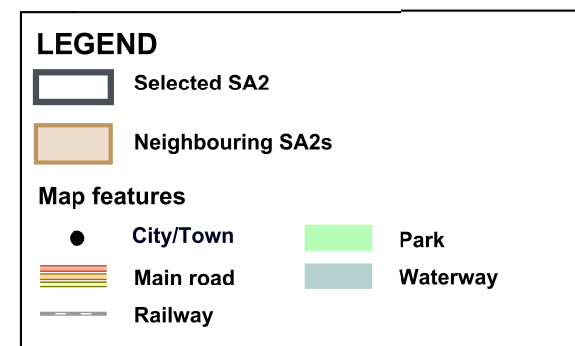 LEGEND
Selected SA2
Neighbouring SA2s
Map features
City/Town
Park
Main road
Waterway
Railway